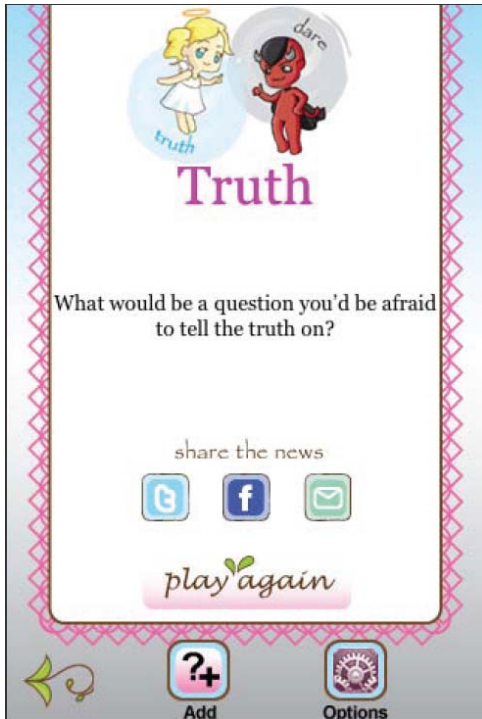 dare
truth
Truth
What would be a question you'd be afraid
to tell the truth on?
share the news
play again
Add
Options